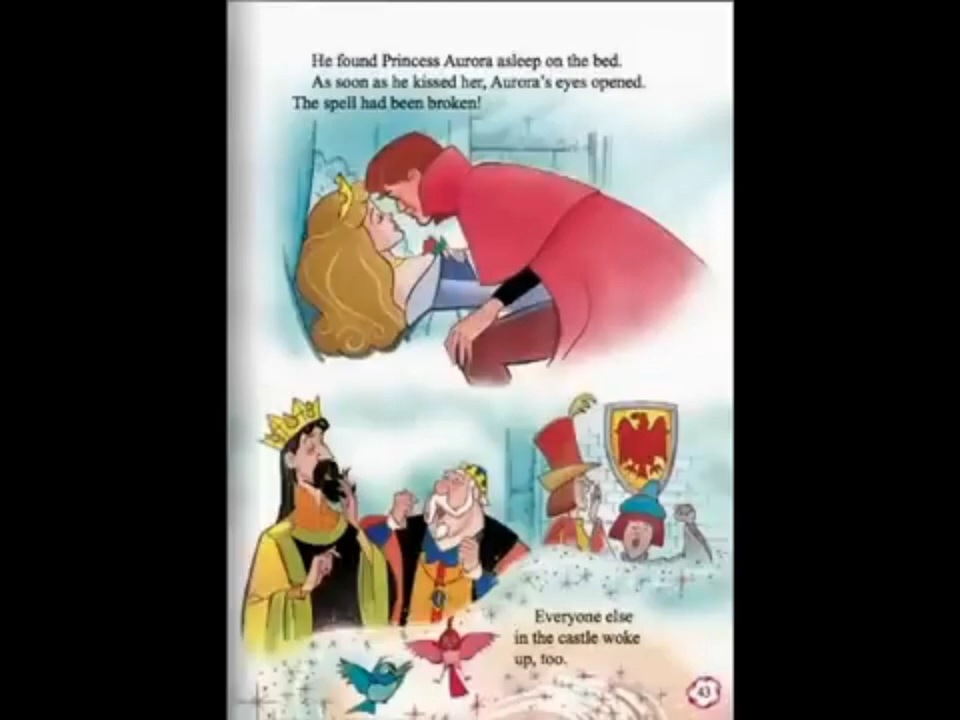 He found Princess Aurora asleep on the bed.
As soon as he kissed her, Aurora's eyes opened.
The spell had been broken!
Everyone else
in the castle woke
up, too.
43